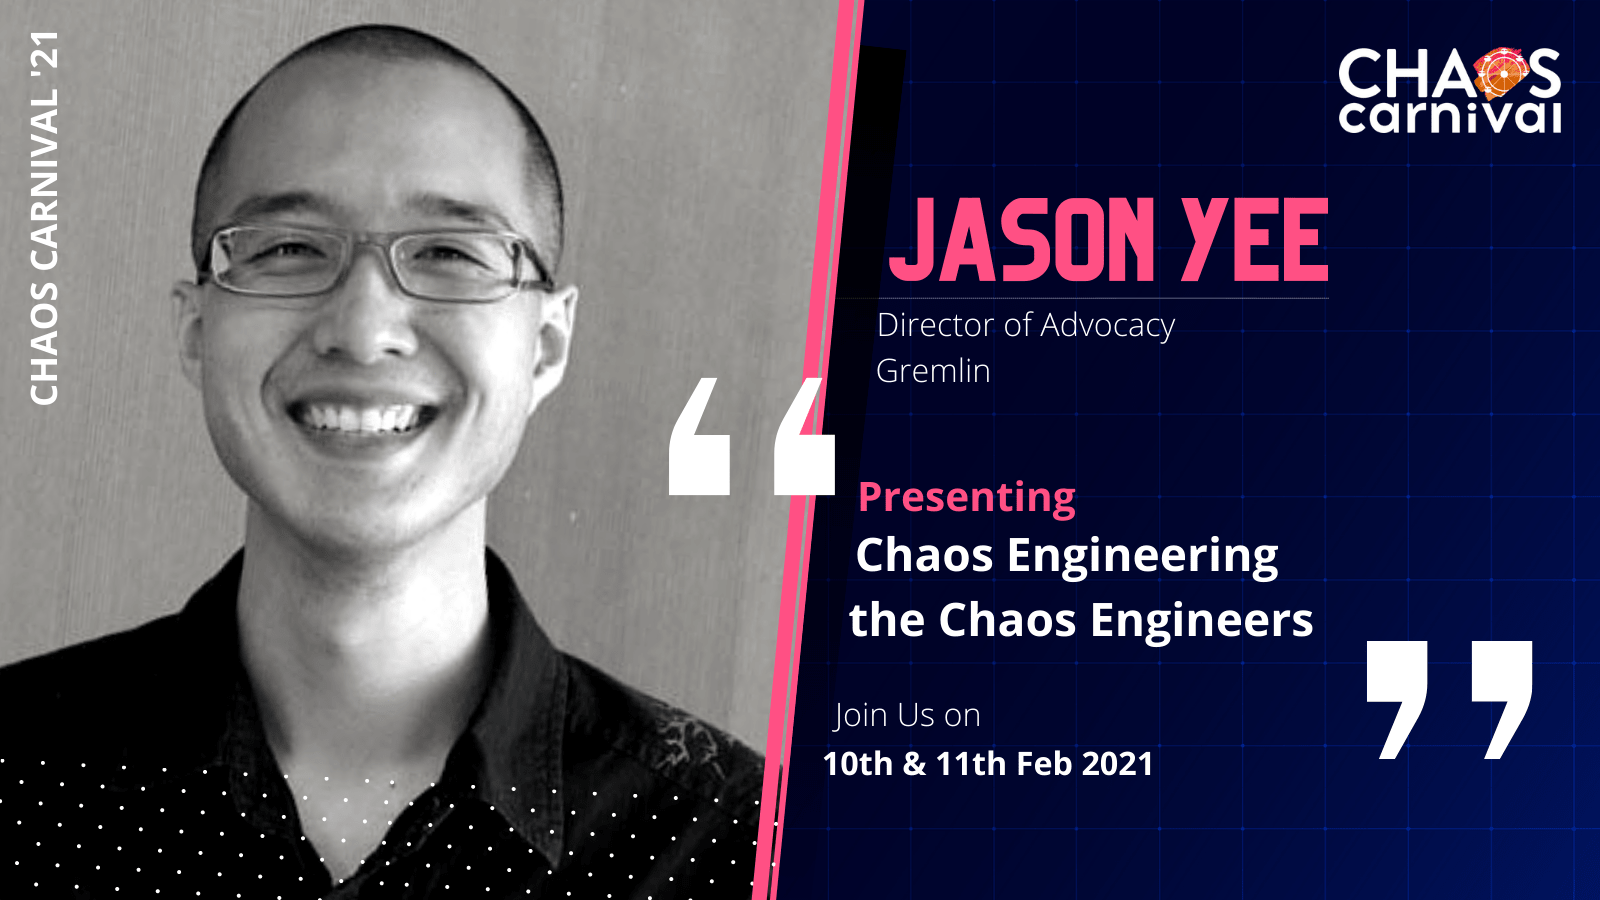 CHAOS CARNIVAL '21
CHAOS
carnival
JASON YEE
Director of Advocacy
Gremlin
“
Presenting
Chaos Engineering
the Chaos Engineers
”
Join Us on
10th & 11th Feb 2021